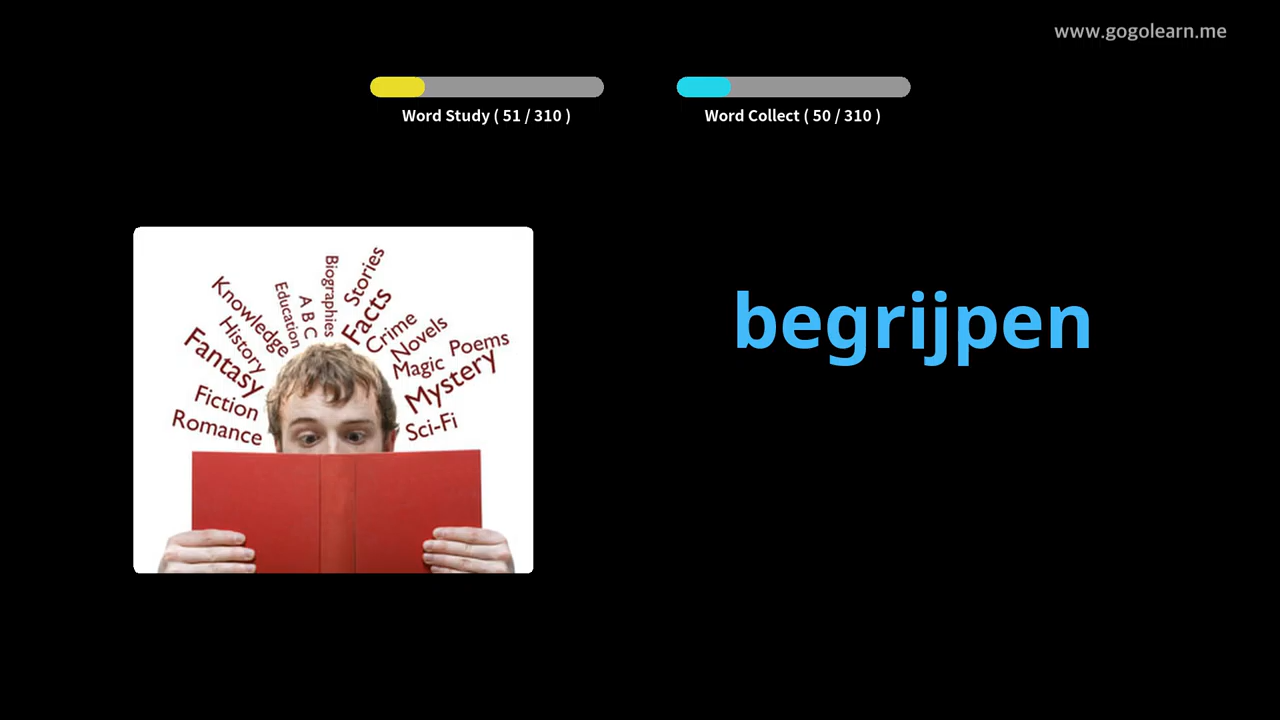 www.gogolearn.me
Word Study ( 51 / 310 )
Word Collect ( 50 / 310 )
begrijpen
Romance
Fiction
Fantasy
History
Knowledge
Education
A B C
Biographies
Stories
Facts
Crime
Novels
Magic
Poems
Mystery
Sci-Fi